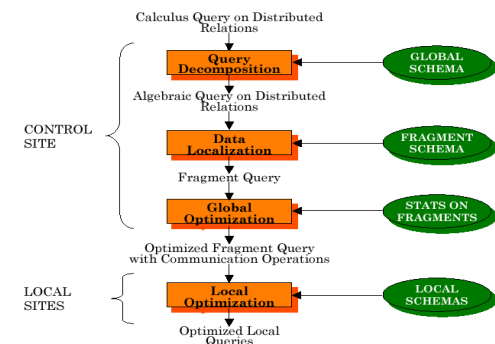 Calculus Query on Distributed
Relations
Query
Decomposition
GLOBAL
SCHEMA
Algebraic Query on Distributed
Relations
CONTROL
SITE
Data
Localization
FRAGMENT
SCHEMA
Fragment Query
Global
Optimization
STATS ON
FRAGMENTS
Optimized Fragment Query
with Communication Operations
LOCAL
SITES
Local
Optimization
LOCAL
SCHEMAS
Optimized Local
Queries